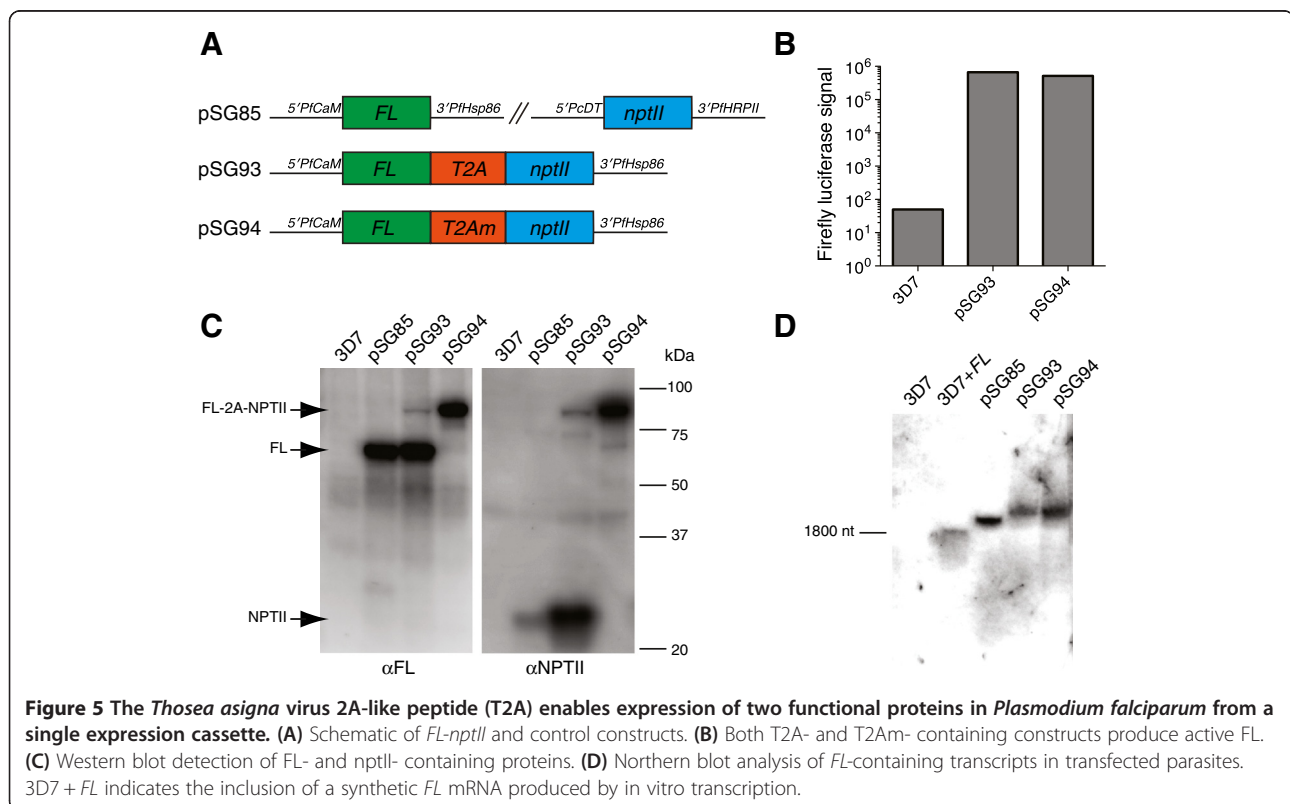 A
pSG85 5'PfCaM FL 3'PfHsp86 // 5'PcDT nptII 3'PfHRPII
pSG93 5'PfCaM FL T2A nptII 3'PfHsp86
pSG94 5'PfCaM FL T2Am nptII 3'PfHsp86
B
Firefly luciferase signal
10⁶
10⁵
10⁴
10³
10²
10¹
10⁰
3D7 pSG93 pSG94
C
3D7 pSG85 pSG93 pSG94 3D7 pSG85 pSG93 pSG94 kDa
FL-2A-NPTII
FL
NPTII
100
75
50
37
20
αFL αNPTII
D
3D7 3D7+FL pSG85 pSG93 pSG94
1800 nt
Figure 5 The Thosea asigna virus 2A-like peptide (T2A) enables expression of two functional proteins in Plasmodium falciparum from a
single expression cassette. (A) Schematic of FL-nptII and control constructs. (B) Both T2A- and T2Am- containing constructs produce active FL.
(C) Western blot detection of FL- and nptII- containing proteins. (D) Northern blot analysis of FL-containing transcripts in transfected parasites.
3D7 + FL indicates the inclusion of a synthetic FL mRNA produced by in vitro transcription.